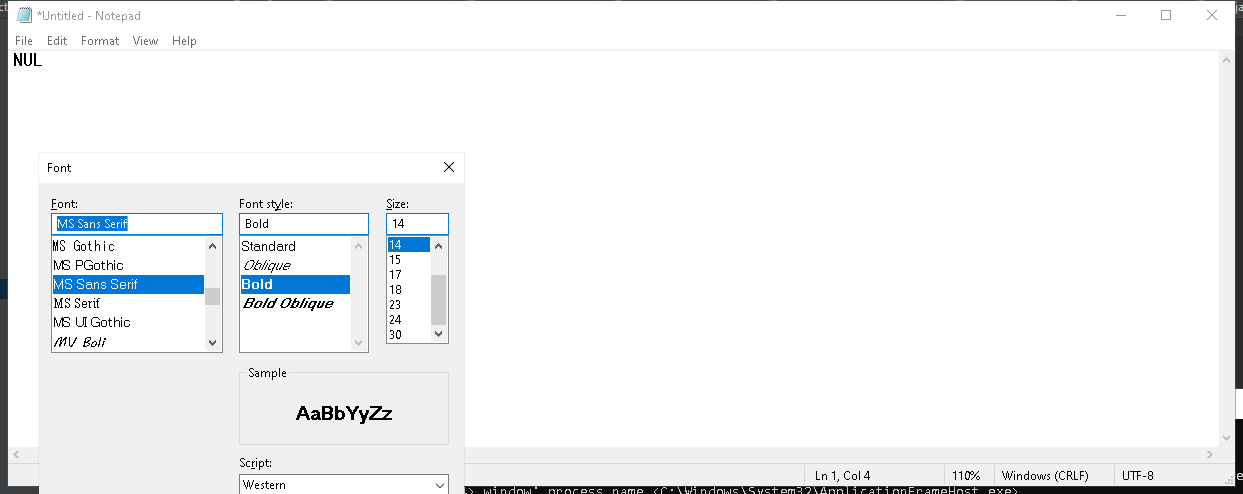 *Untitled - Notepad
File Edit Format View Help
NUL
Font
Font: Font style: Size:
MS Sans Serif Bold 14
MS Gothic
MS PGothic
MS Sans Serif
MS Serif
MS UI Gothic
MV Boli
Standard
Oblique
Bold
Bold Oblique
14
15
17
18
23
24
30
Sample
AaBbYyZz
Script:
Western
Ln 1, Col 4 110% Windows (CRLF) UTF-8
window" process name <C:\Windows\System32\ApplicationFrameHost.exe>